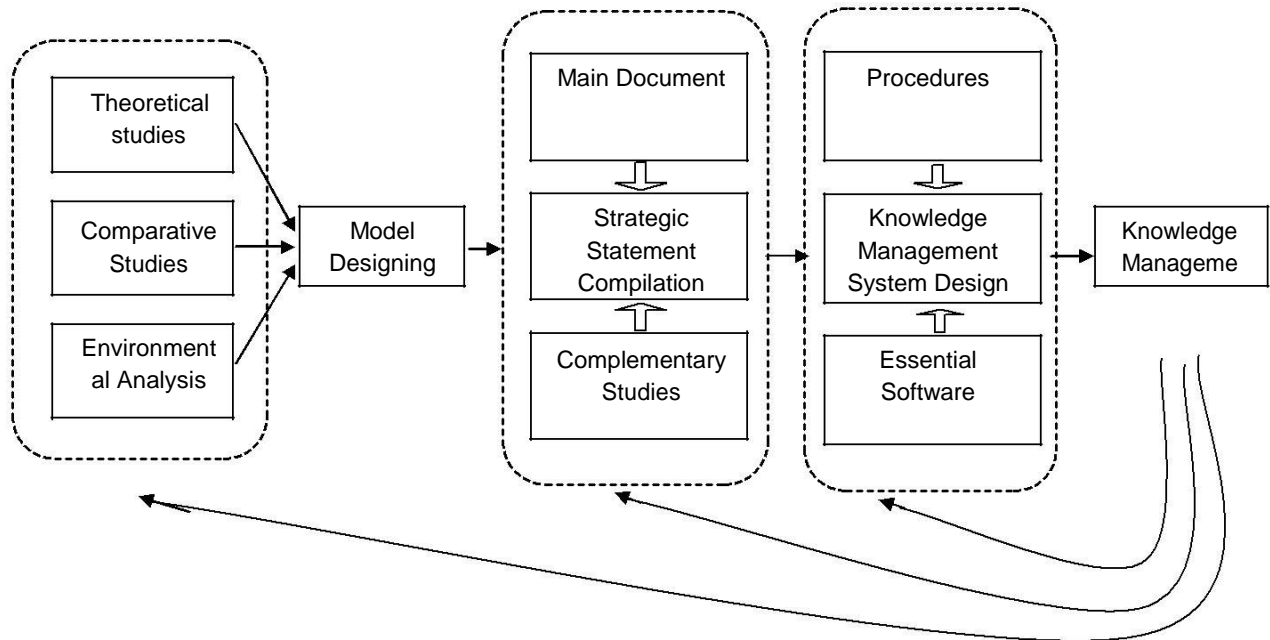 Theoretical
studies
Comparative
Studies
Environment
al Analysis
Model
Designing
Main Document
Strategic
Statement
Compilation
Complementary
Studies
Procedures
Knowledge
Management
System Design
Essential
Software
Knowledge
Manageme